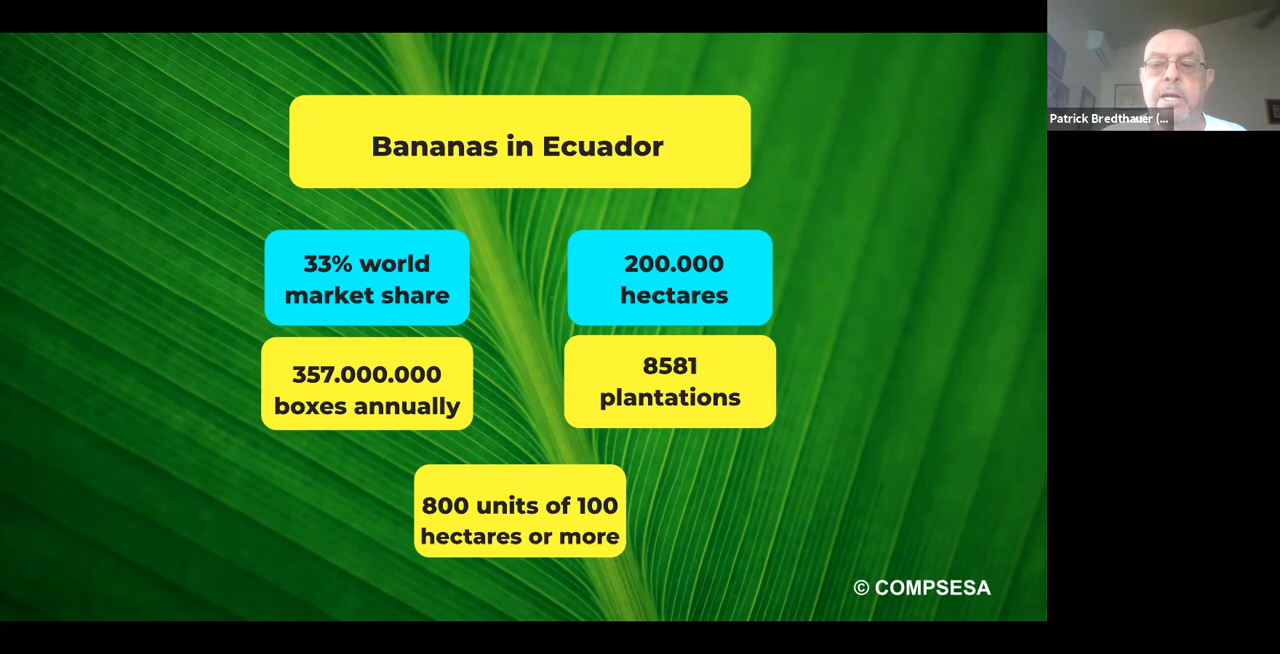 Bananas in Ecuador
33% world
market share
200.000
hectares
357.000.000
boxes annually
8581
plantations
800 units of 100
hectares or more
© COMPSESA
Patrick Bredthauer (...